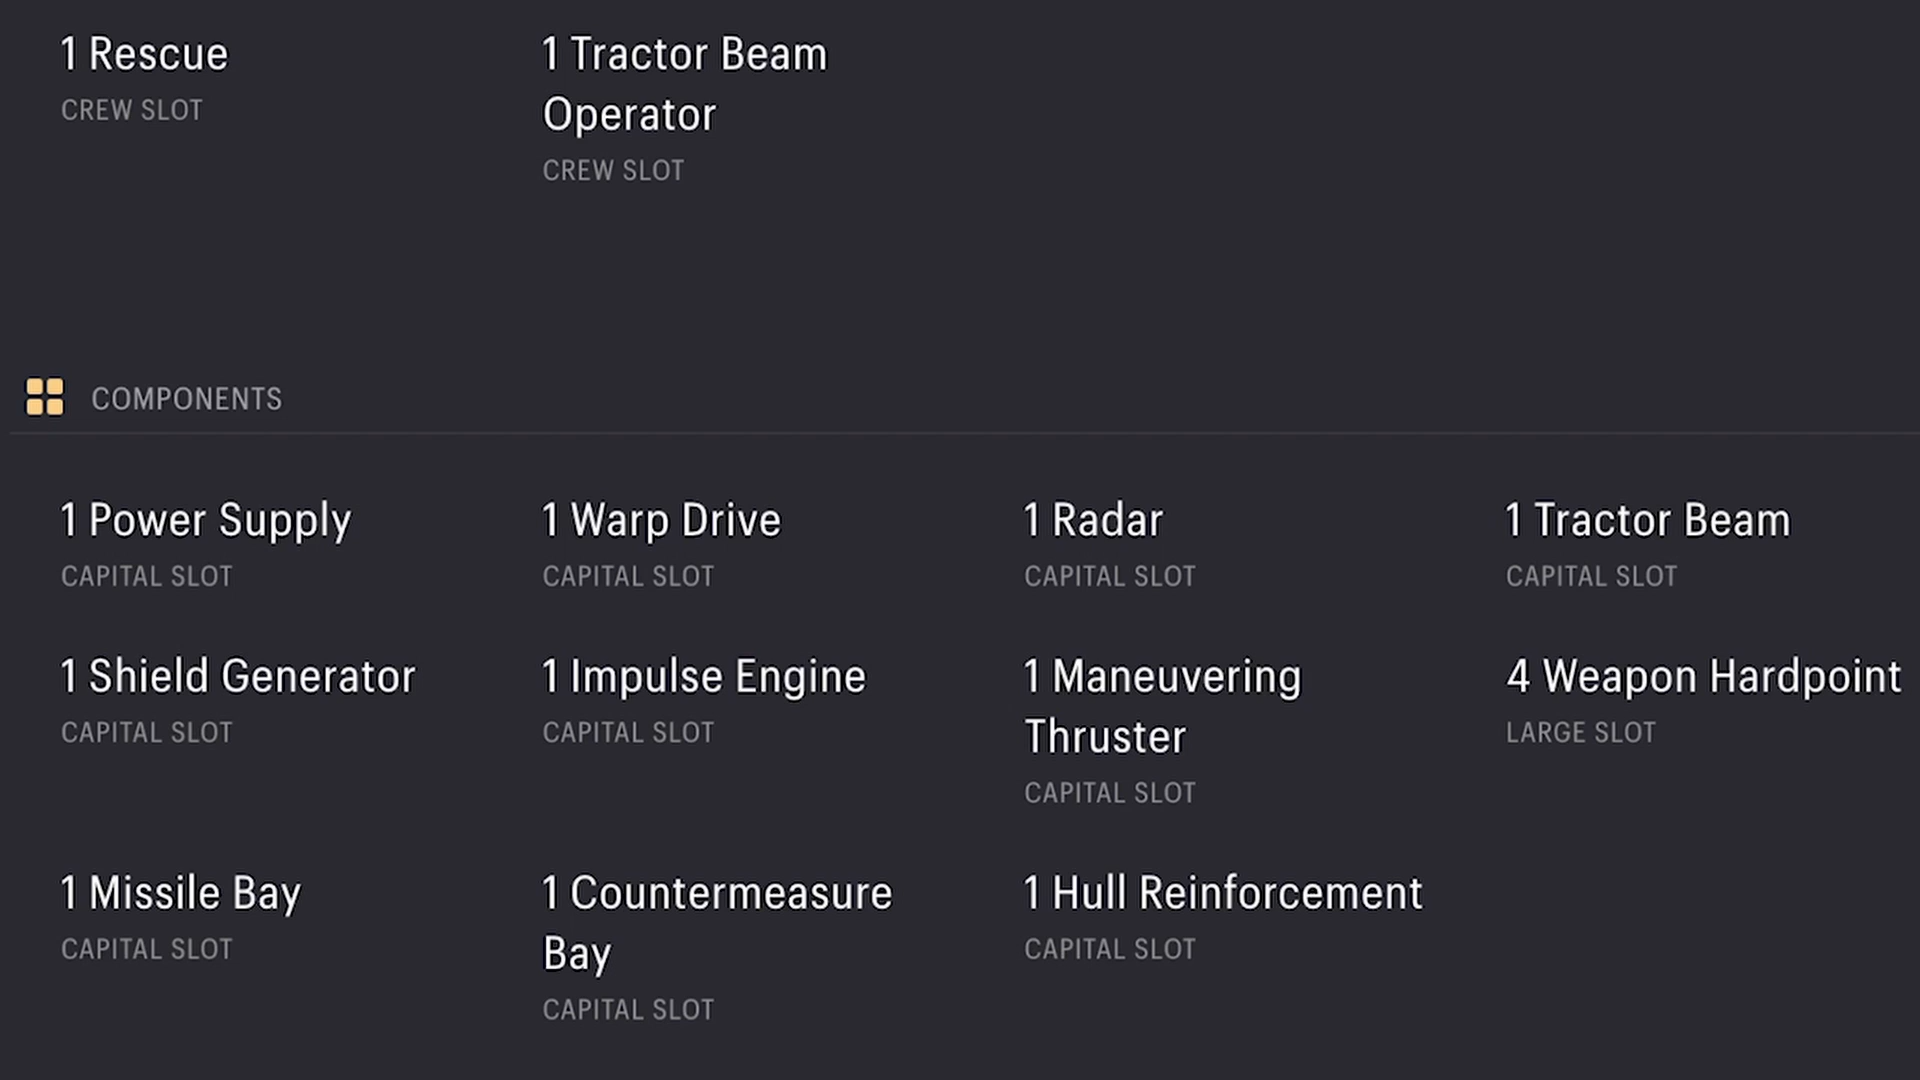 1 Rescue
CREW SLOT
1 Tractor Beam
Operator
CREW SLOT
COMPONENTS
1 Power Supply
CAPITAL SLOT
1 Warp Drive
CAPITAL SLOT
1 Radar
CAPITAL SLOT
1 Tractor Beam
CAPITAL SLOT
1 Shield Generator
CAPITAL SLOT
1 Impulse Engine
CAPITAL SLOT
1 Maneuvering
Thruster
CAPITAL SLOT
4 Weapon Hardpoint
LARGE SLOT
1 Missile Bay
CAPITAL SLOT
1 Countermeasure
Bay
CAPITAL SLOT
1 Hull Reinforcement
CAPITAL SLOT